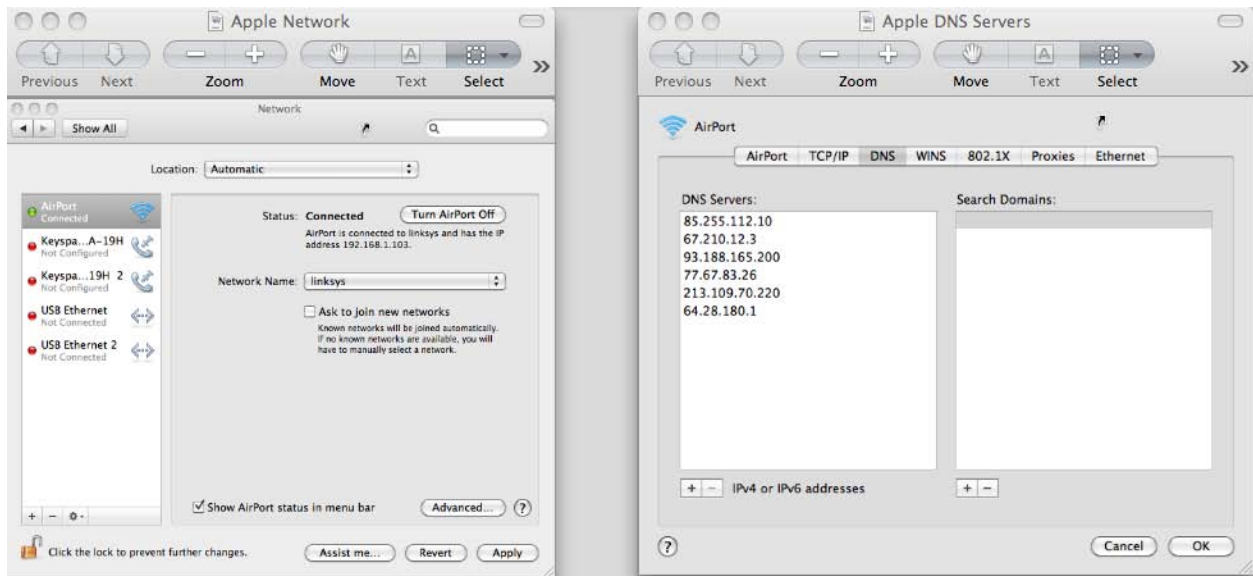 Apple Network
Previous Next Zoom Move Text Select
Network
Show All
Location: Automatic
AirPort
Connected
Keyspa...A-19H
Not Configured
Keyspa...19H 2
Not Configured
USB Ethernet
Not Connected
USB Ethernet 2
Not Connected
Status: Connected
Turn AirPort Off
AirPort is connected to linksys and has the IP
address 192.168.1.103.
Network Name: linksys
Ask to join new networks
Known networks will be joined automatically.
If no known networks are available, you will
have to manually select a network.
Show AirPort status in menu bar
Advanced...
?
Click the lock to prevent further changes.
Assist me...
Revert
Apply
Apple DNS Servers
Previous Next Zoom Move Text Select
AirPort
AirPort TCP/IP DNS WINS 802.1X Proxies Ethernet
DNS Servers:
85.255.112.10
67.210.12.3
93.188.165.200
77.67.83.26
213.109.70.220
64.28.180.1
Search Domains:
+ − IPv4 or IPv6 addresses
+ −
?
Cancel
OK